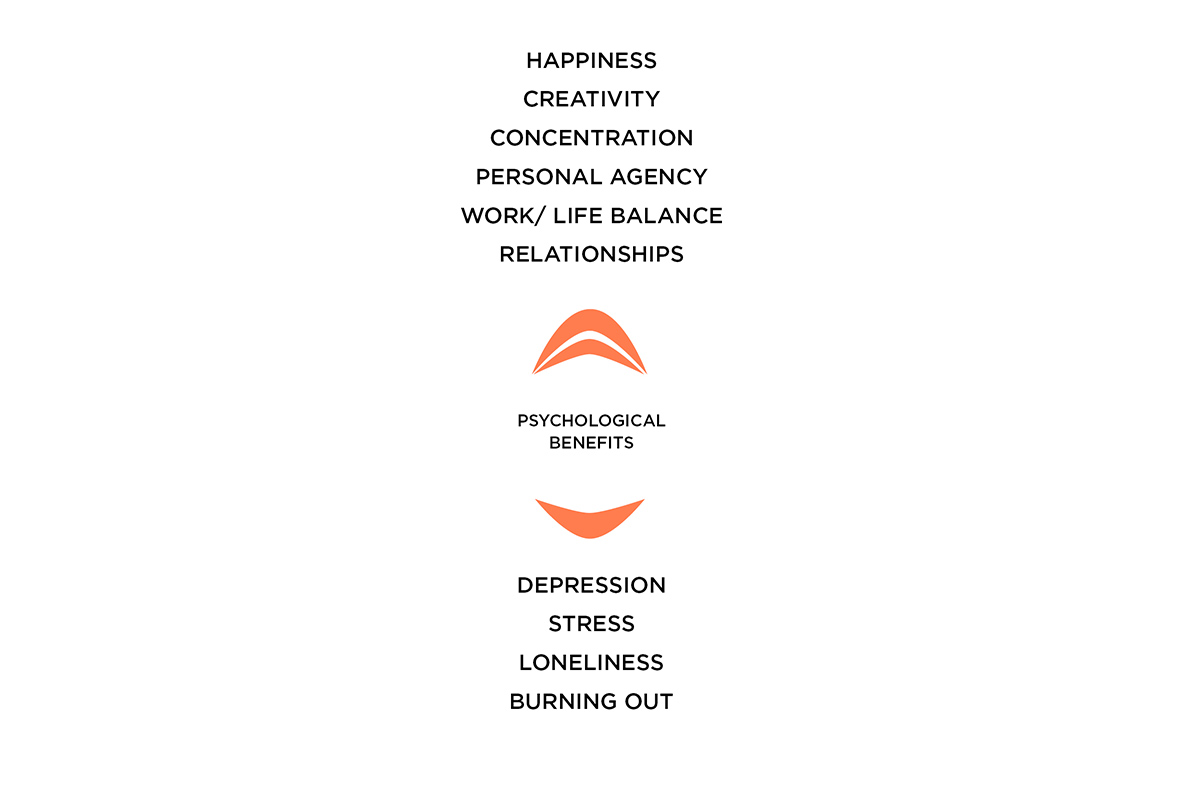 HAPPINESS
CREATIVITY
CONCENTRATION
PERSONAL AGENCY
WORK/ LIFE BALANCE
RELATIONSHIPS
PSYCHOLOGICAL
BENEFITS
DEPRESSION
STRESS
LONELINESS
BURNING OUT